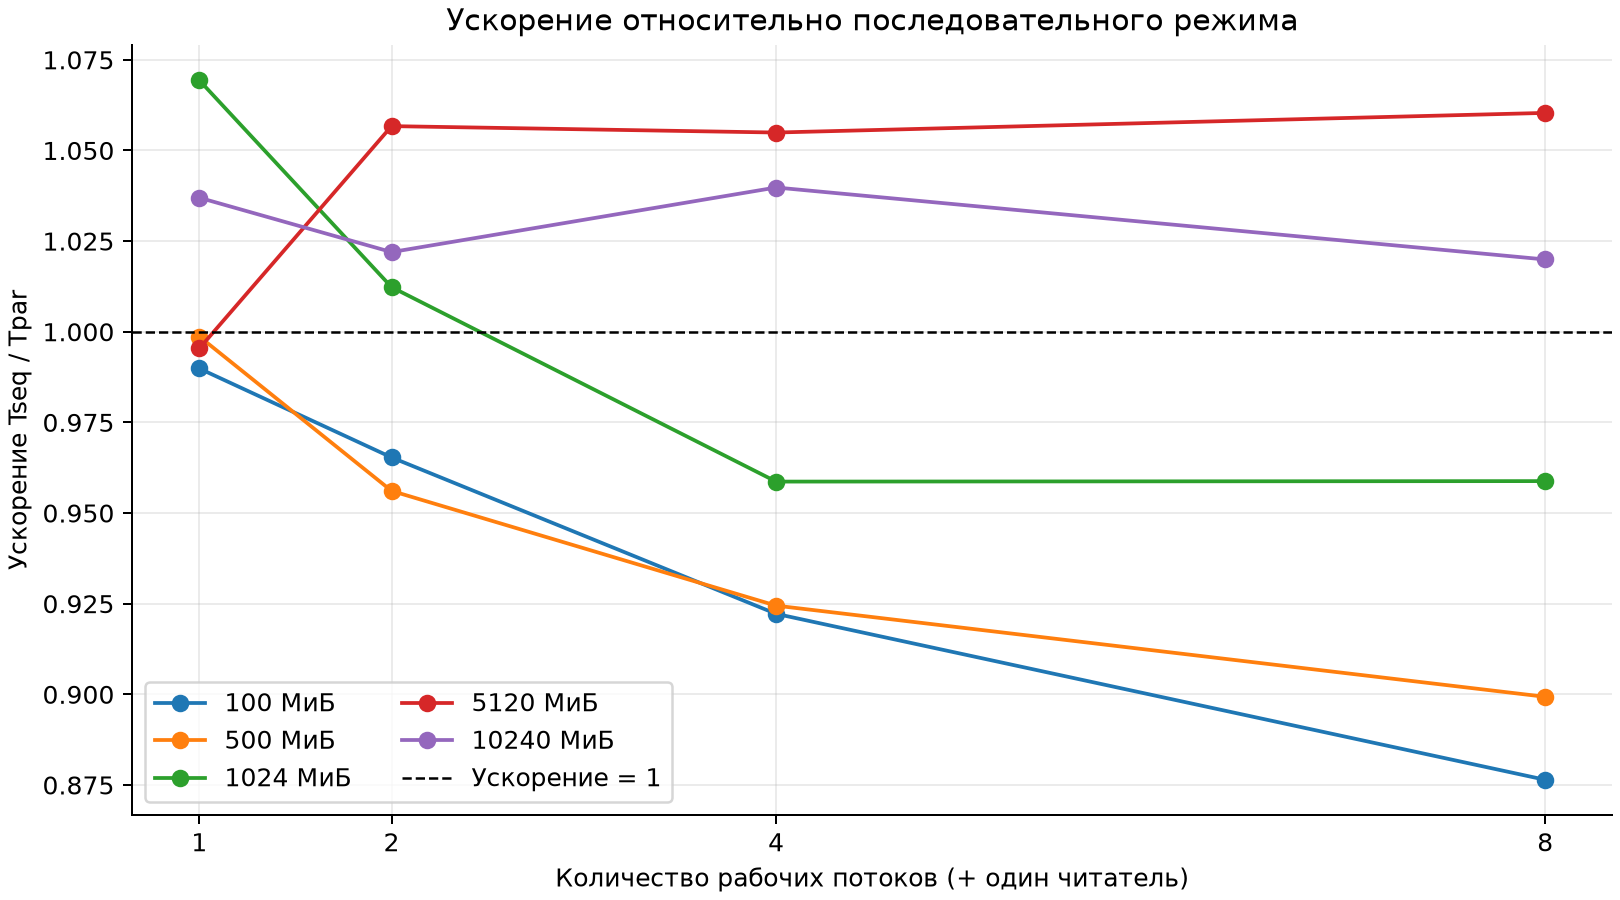 Ускорение относительно последовательного режима
Ускорение Tseq / Tpar
1.075
1.050
1.025
1.000
0.975
0.950
0.925
0.900
0.875
100 МиБ
500 МиБ
1024 МиБ
5120 МиБ
10240 МиБ
Ускорение = 1
1 2 4 8
Количество рабочих потоков (+ один читатель)